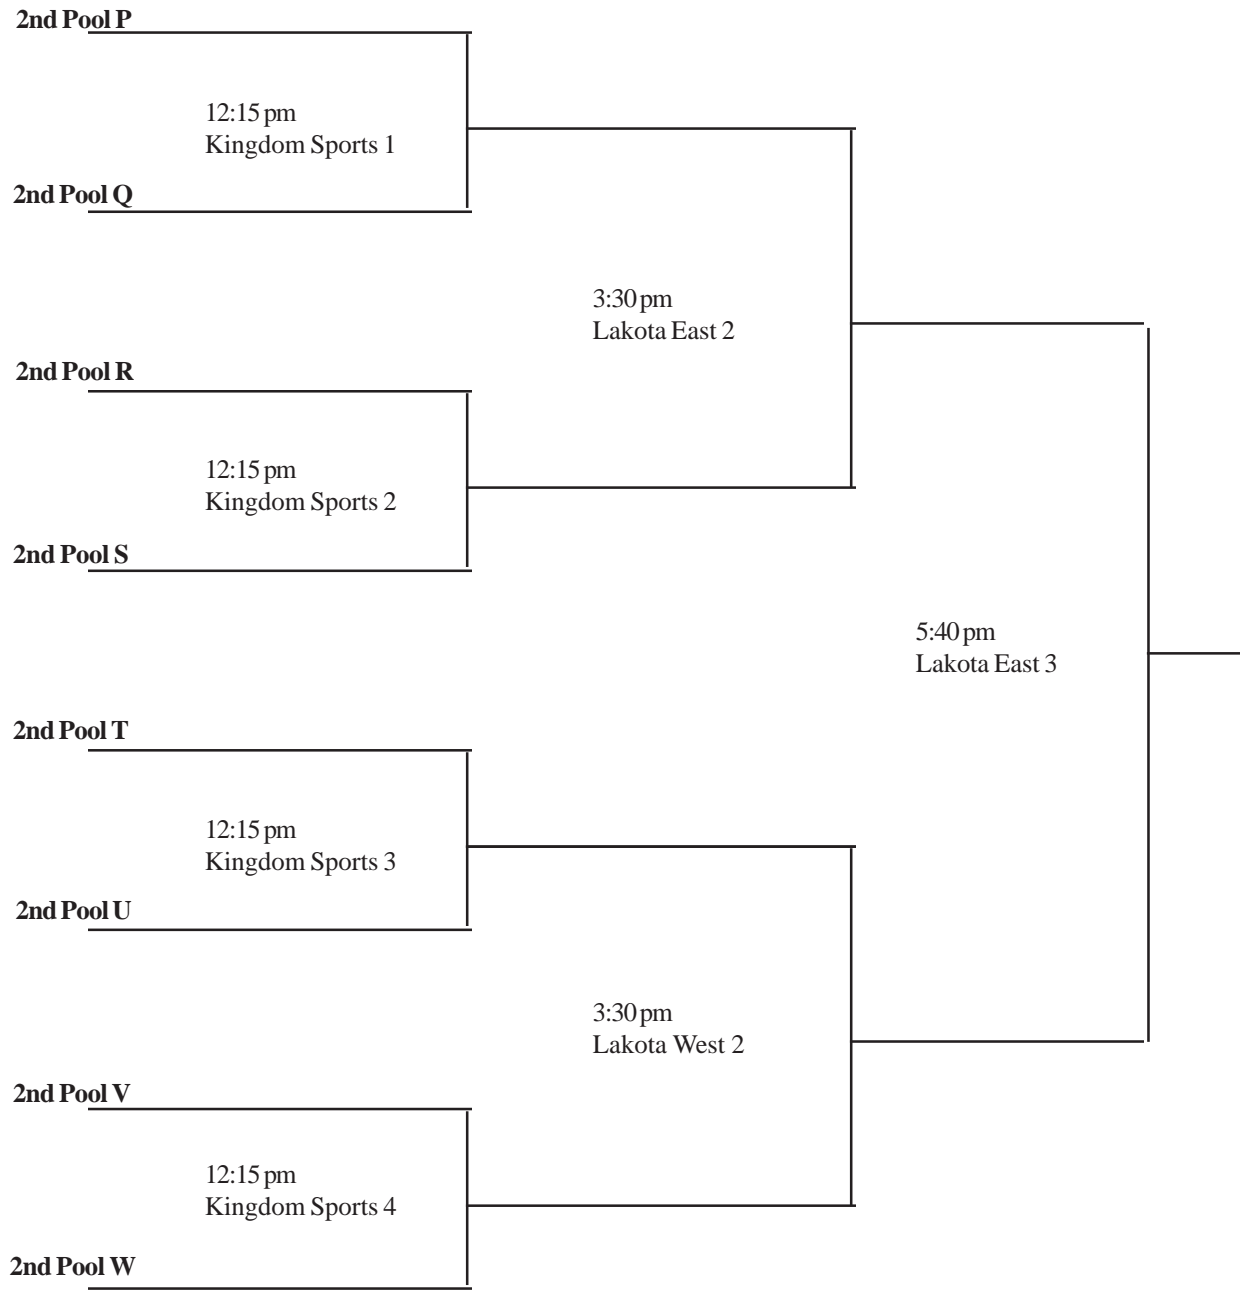 2nd Pool P
12:15 pm
Kingdom Sports 1
2nd Pool Q
3:30 pm
Lakota East 2
2nd Pool R
12:15 pm
Kingdom Sports 2
2nd Pool S
5:40 pm
Lakota East 3
2nd Pool T
12:15 pm
Kingdom Sports 3
2nd Pool U
3:30 pm
Lakota West 2
2nd Pool V
12:15 pm
Kingdom Sports 4
2nd Pool W